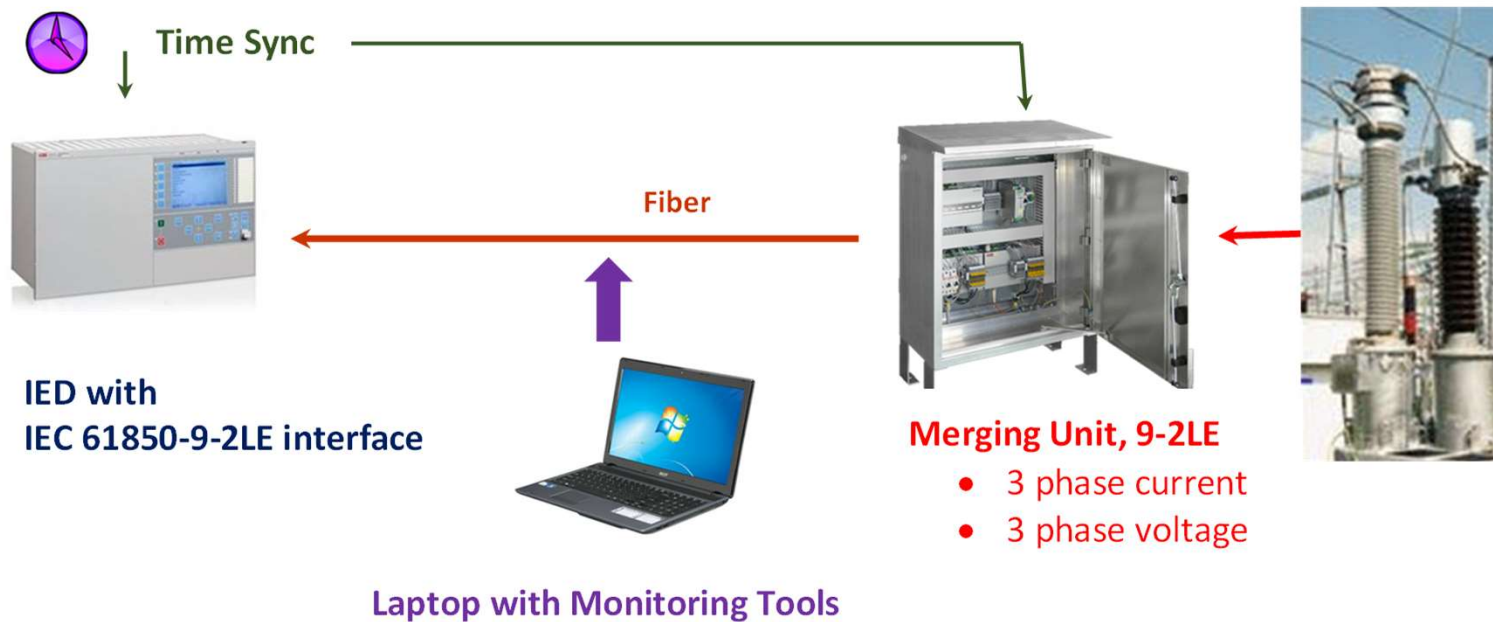 Time Sync
Fiber
IED with
IEC 61850-9-2LE interface
Merging Unit, 9-2LE
• 3 phase current
• 3 phase voltage
Laptop with Monitoring Tools